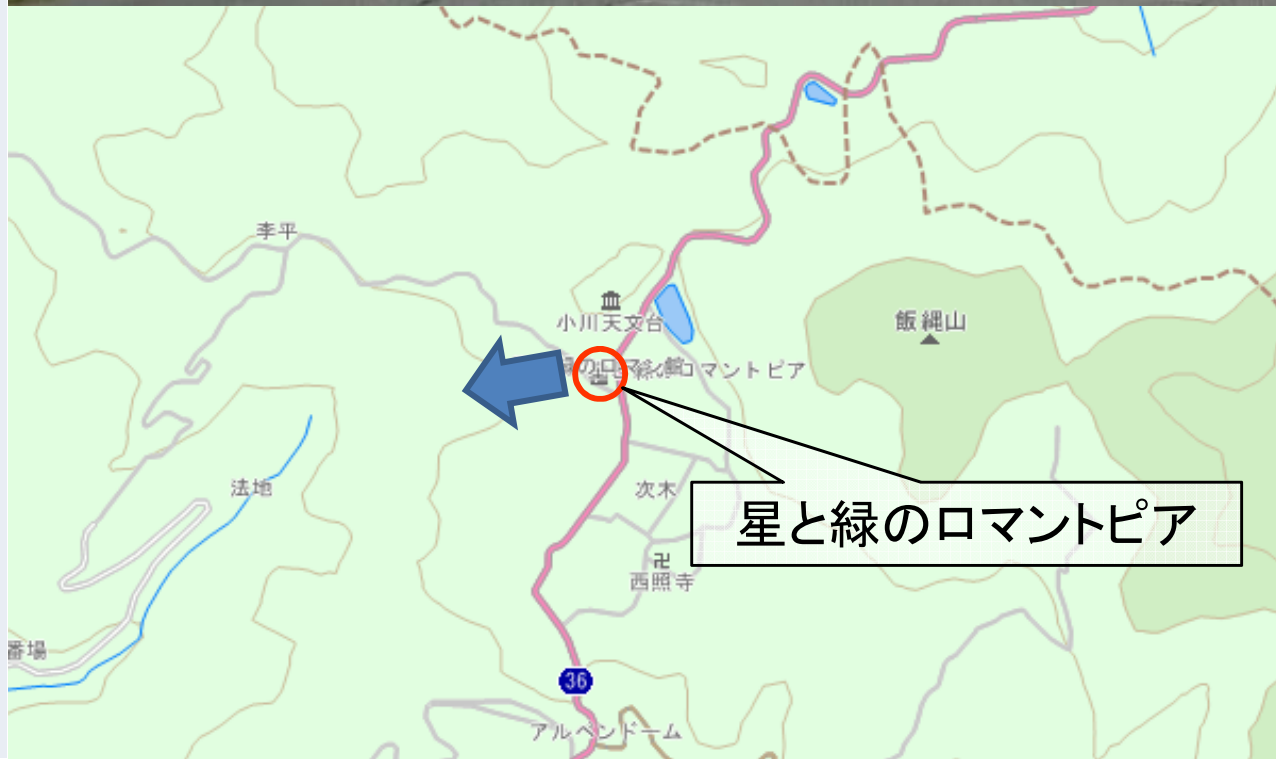 李平
小川天文台
飯縄山
ロマントピア
法地
次木
星と緑のロマントピア
卍
西照寺
番場
36
アルペンドーム